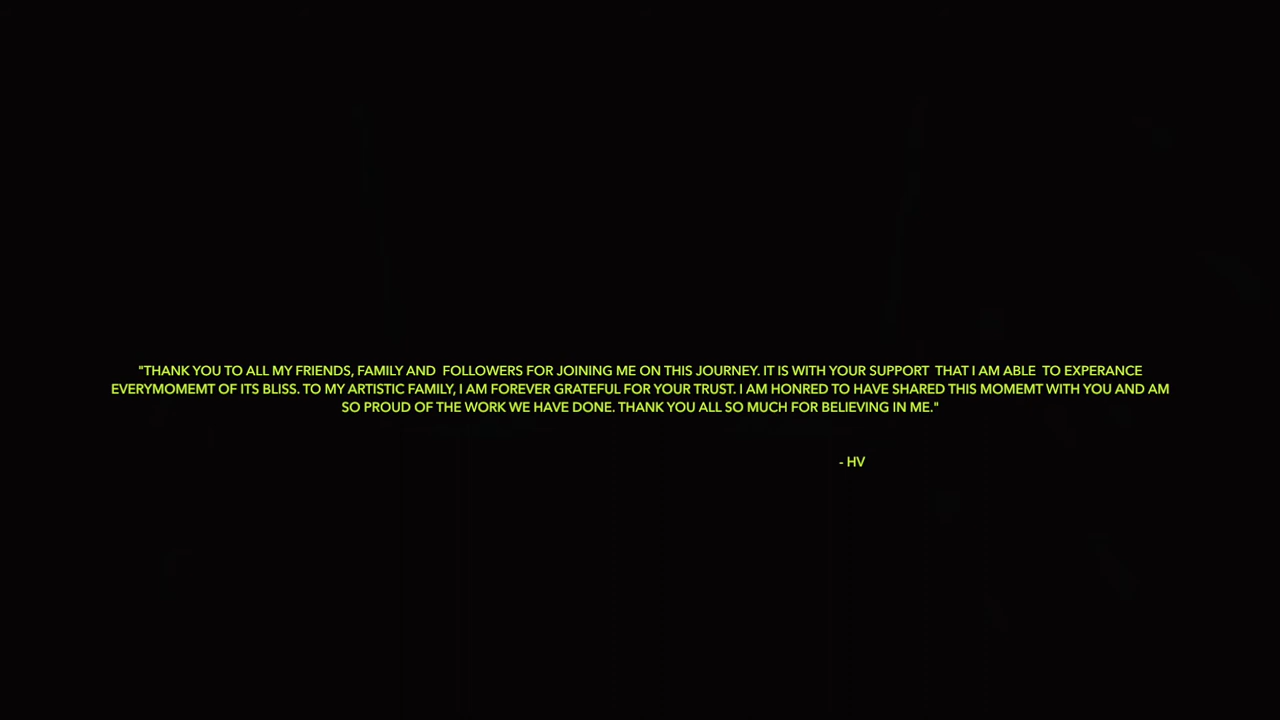 "THANK YOU TO ALL MY FRIENDS, FAMILY AND  FOLLOWERS FOR JOINING ME ON THIS JOURNEY. IT IS WITH YOUR SUPPORT  THAT I AM ABLE  TO EXPERANCE
EVERYMOMEMT OF ITS BLISS. TO MY ARTISTIC FAMILY, I AM FOREVER GRATEFUL FOR YOUR TRUST. I AM HONRED TO HAVE SHARED THIS MOMEMT WITH YOU AND AM
SO PROUD OF THE WORK WE HAVE DONE. THANK YOU ALL SO MUCH FOR BELIEVING IN ME."
- HV